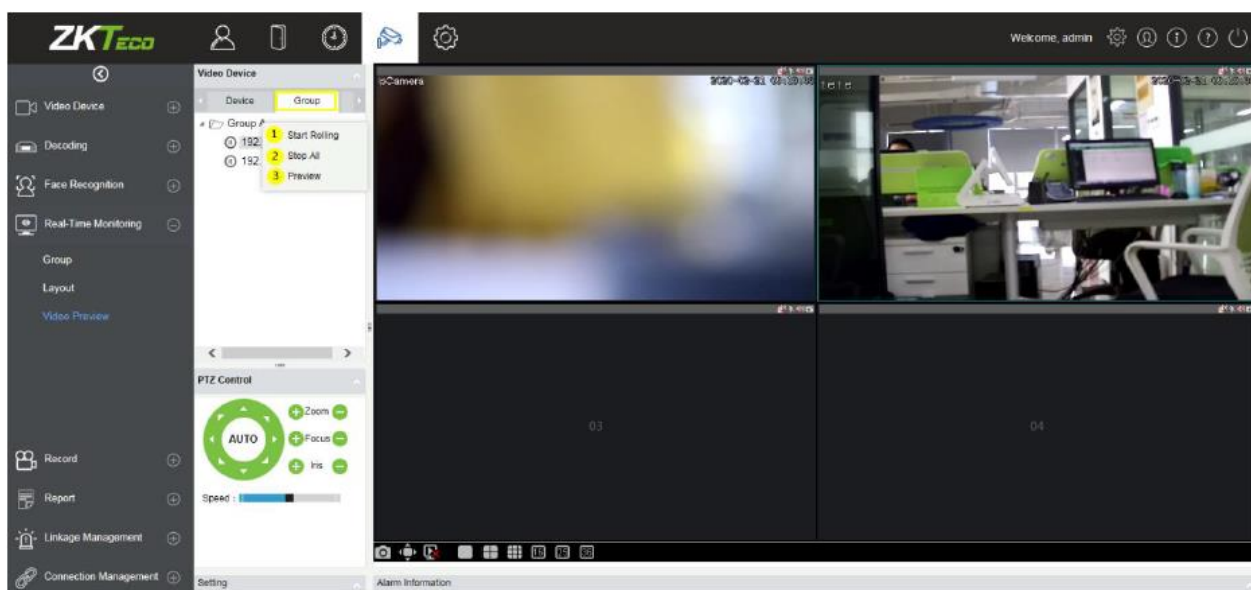 ZKTeco
Welcome, admin
Video Device
Decoding
Face Recognition
Real-Time Monitoring
Group
Layout
Video Preview
Record
Report
Linkage Management
Connection Management
Video Device
Device
Group
Group A
192.
192.
1 Start Rolling
2 Stop All
3 Preview
PTZ Control
AUTO
Zoom
Focus
Iris
Speed :
Setting
03
04
Alarm Information